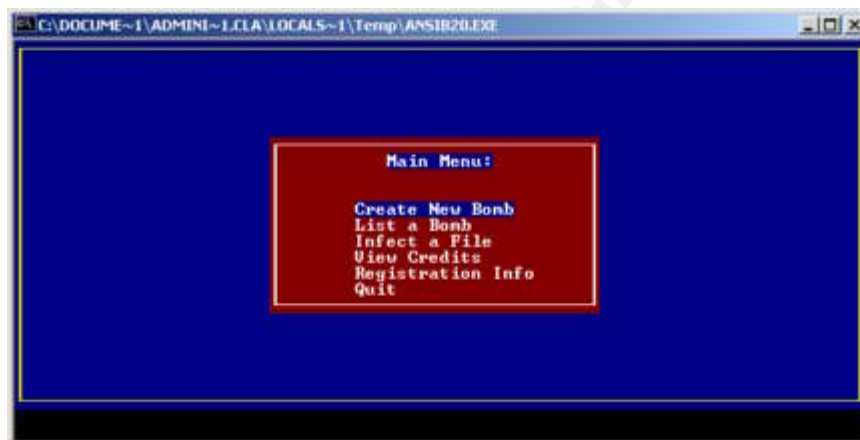 C:\DOCUME~1\ADMINI~1.CLA\LOCALS~1\Temp\ANSIB20.EXE
Main Menu:
Create New Bomb
List a Bomb
Infect a File
View Credits
Registration Info
Quit